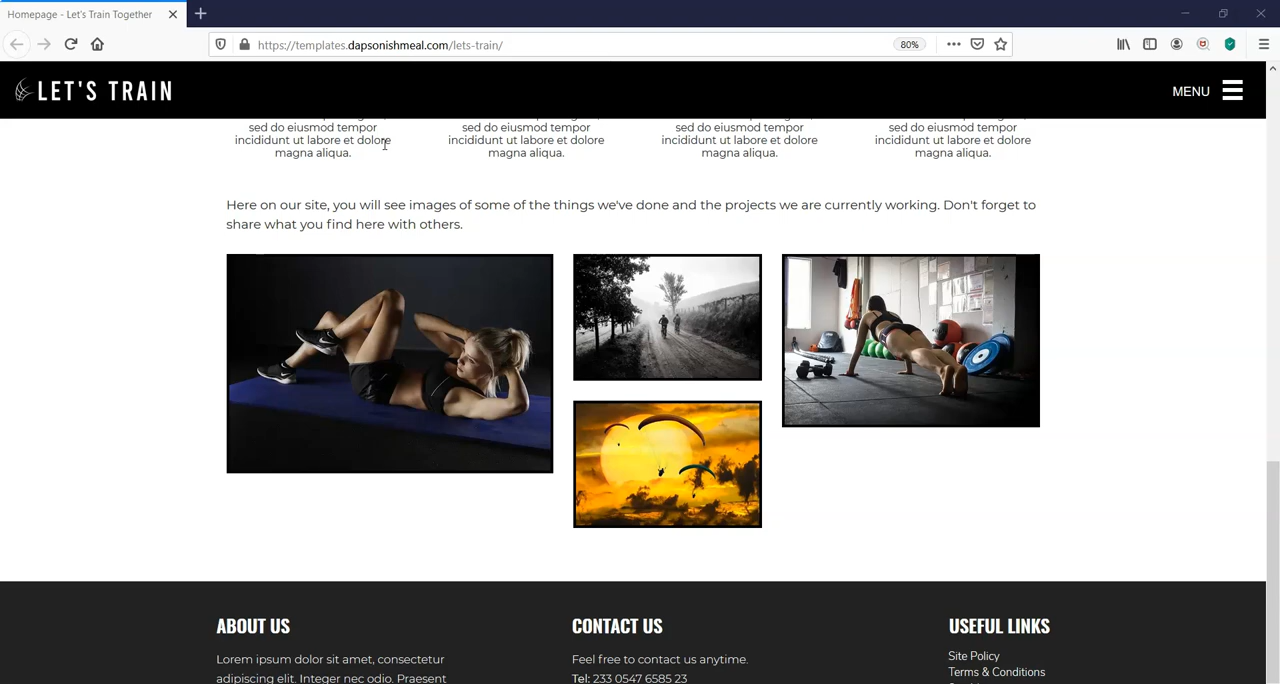 Homepage - Let's Train Together
https://templates.dapsonishmeal.com/lets-train/
80%
LET'S TRAIN
MENU
sed do eiusmod tempor
incididunt ut labore et dolore
magna aliqua.
sed do eiusmod tempor
incididunt ut labore et dolore
magna aliqua.
sed do eiusmod tempor
incididunt ut labore et dolore
magna aliqua.
sed do eiusmod tempor
incididunt ut labore et dolore
magna aliqua.
Here on our site, you will see images of some of the things we've done and the projects we are currently working. Don't forget to
share what you find here with others.
ABOUT US
Lorem ipsum dolor sit amet, consectetur
adipiscing elit. Integer nec odio. Praesent
CONTACT US
Feel free to contact us anytime.
Tel: 233 0547 6585 23
USEFUL LINKS
Site Policy
Terms & Conditions